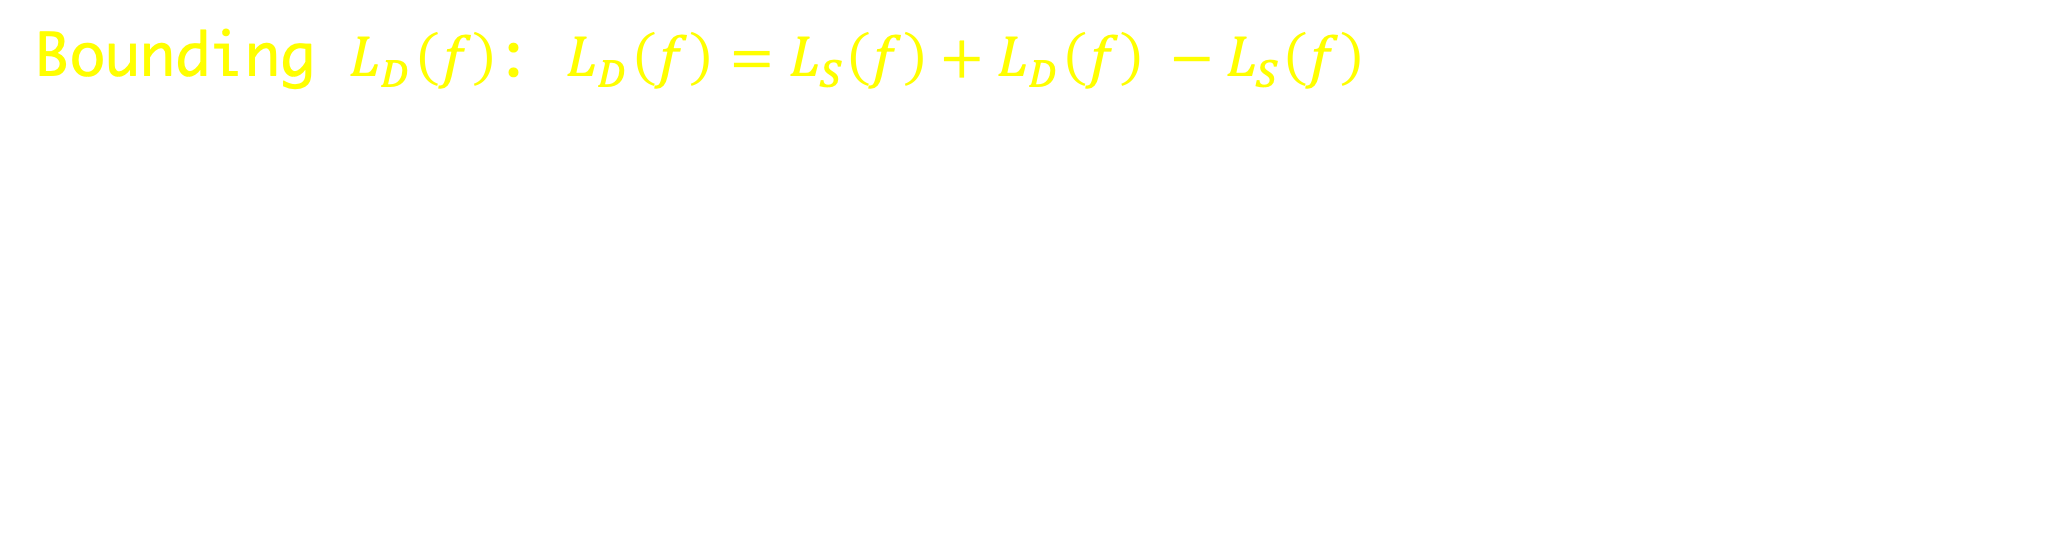 Bounding L_D(f): L_D(f) = L_S(f) + L_D(f) − L_S(f)